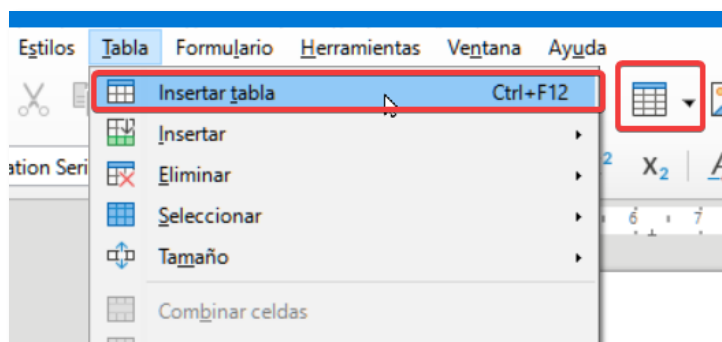 Estilos Tabla Formulario Herramientas Ventana Ayuda
Insertar tabla Ctrl+F12
Insertar
ation Seri Eliminar 2 X2 A
Seleccionar 6 7
Tamaño
Combinar celdas